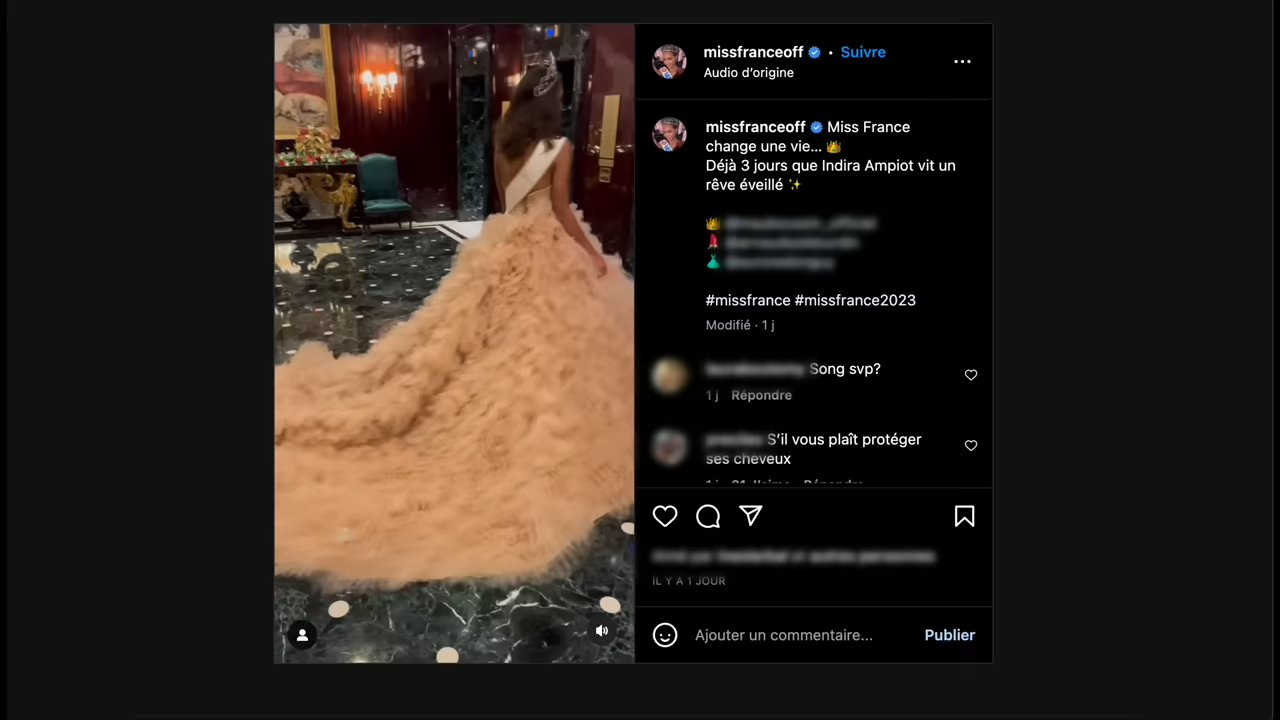 missfranceoff • Suivre
Audio d'origine
missfranceoff Miss France
change une vie... 👑
Déjà 3 jours que Indira Ampiot vit un
rêve éveillé ✨
#missfrance #missfrance2023
Modifié · 1 j
Song svp?
1 j Répondre
S'il vous plaît protéger
ses cheveux
IL Y A 1 JOUR
Ajouter un commentaire... Publier